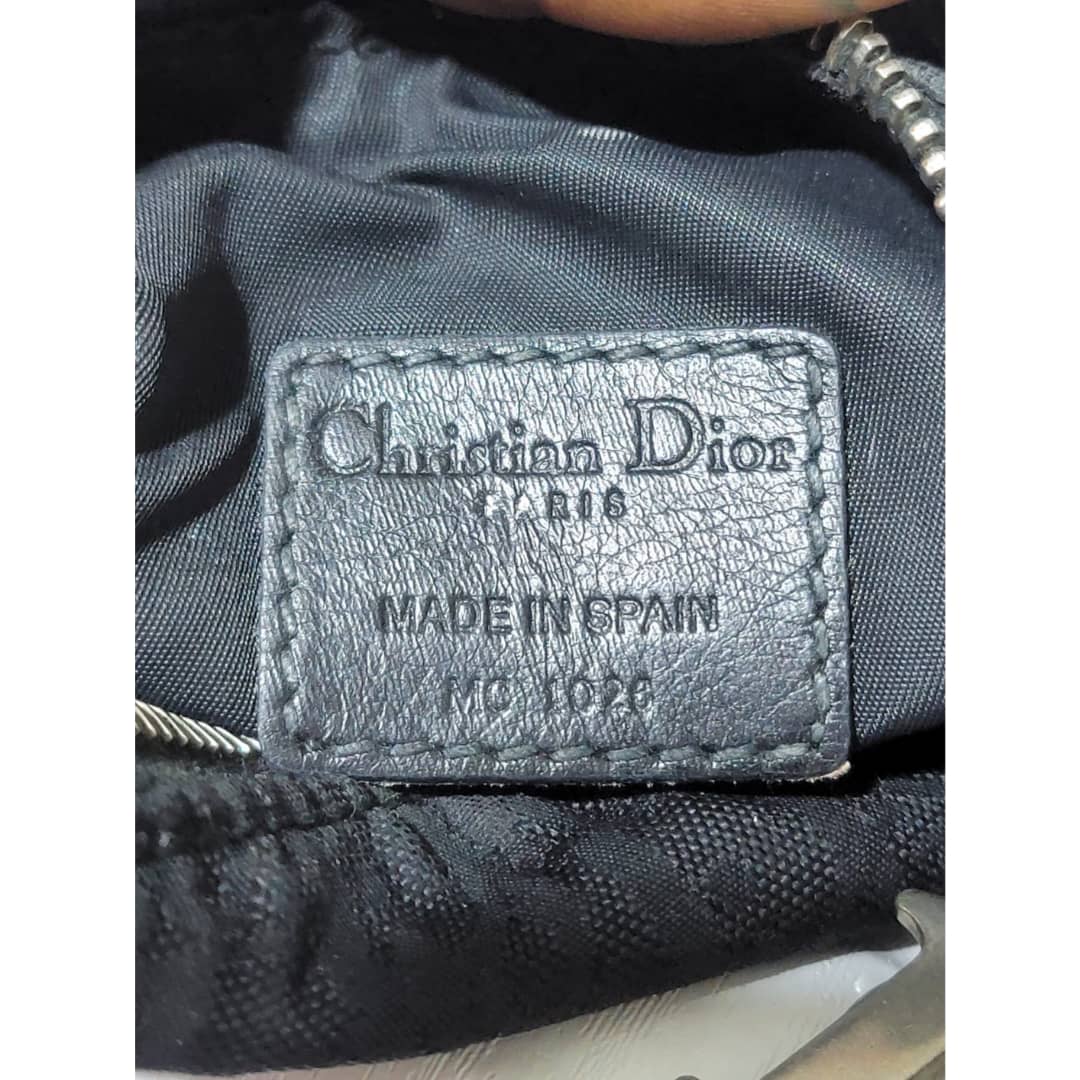 Christian Dior
PARIS
MADE IN SPAIN
MC 1026